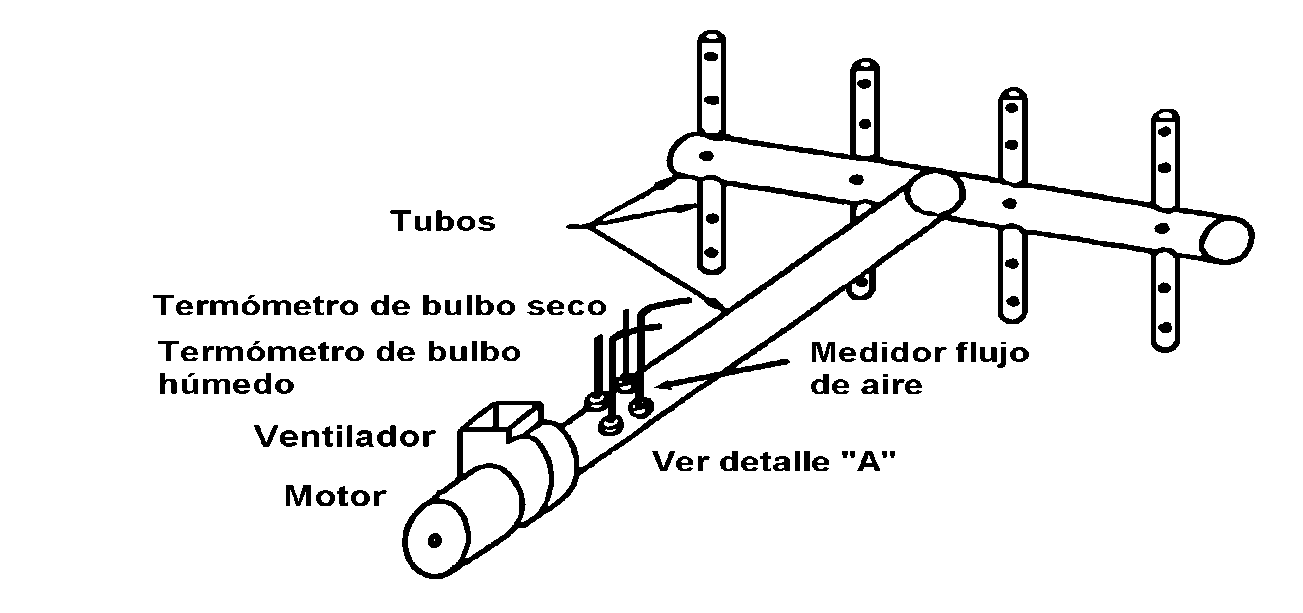 Tubos
Termómetro de bulbo seco
Termómetro de bulbo
húmedo
Medidor flujo
de aire
Ventilador
Ver detalle "A"
Motor